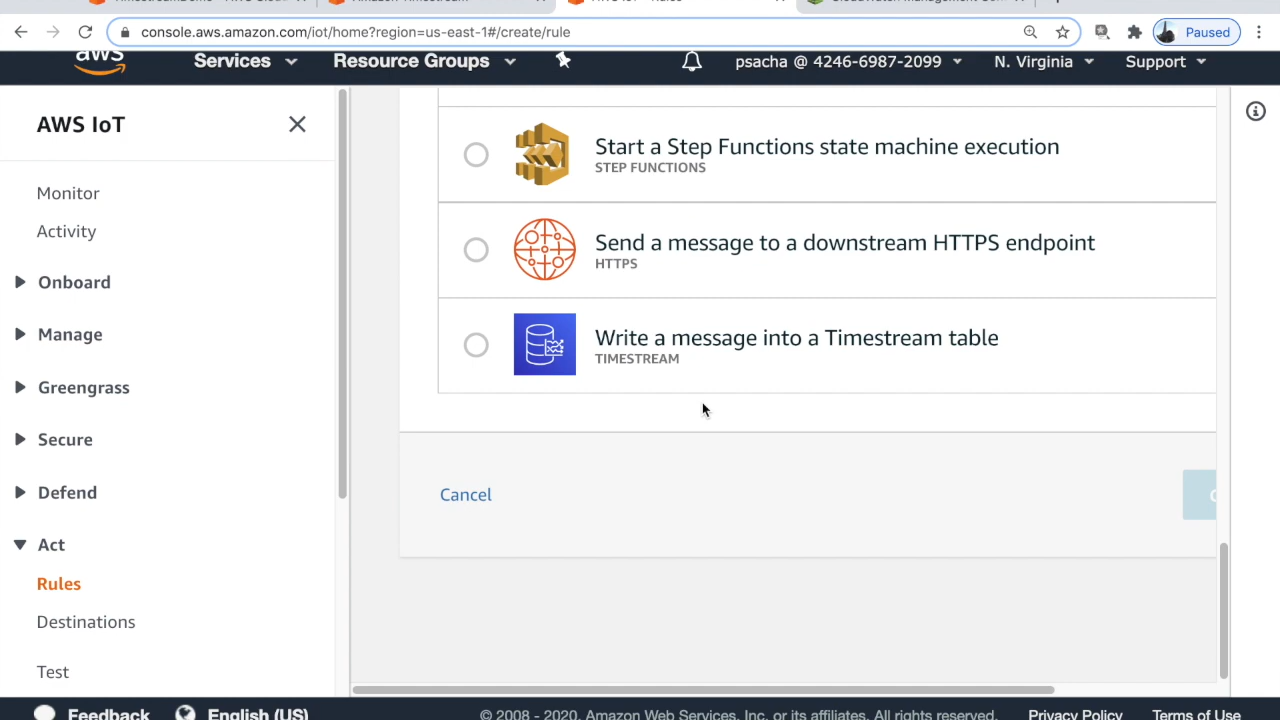 console.aws.amazon.com/iot/home?region=us-east-1#/create/rule
Paused
aws
Services
Resource Groups
psacha @ 4246-6987-2099
N. Virginia
Support
AWS IoT
Monitor
Activity
Onboard
Manage
Greengrass
Secure
Defend
Act
Rules
Destinations
Test
Start a Step Functions state machine execution
STEP FUNCTIONS
Send a message to a downstream HTTPS endpoint
HTTPS
Write a message into a Timestream table
TIMESTREAM
Cancel
Feedback
English (US)
© 2008 - 2020, Amazon Web Services, Inc. or its affiliates. All rights reserved.
Privacy Policy
Terms of Use